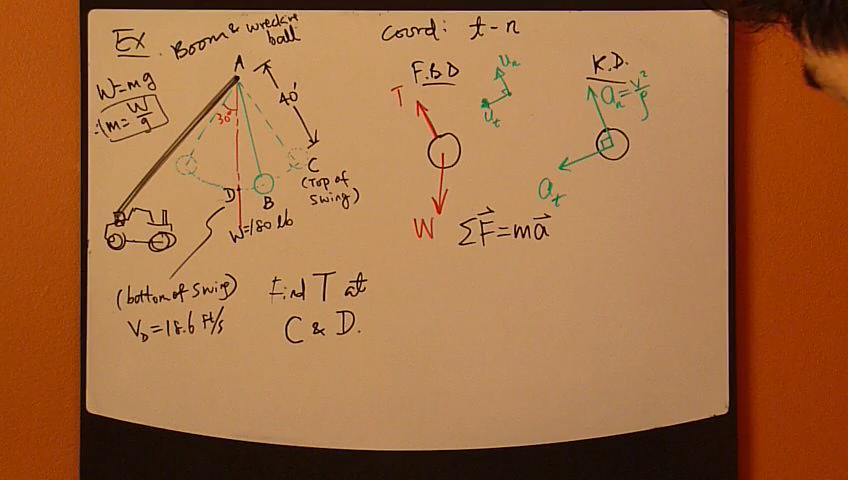 Ex Boom & wrecker ball
W=mg
∴ m=W/g
A
40'
30°
C
(Top of swing)
D
B
W=180 lb
(bottom of swing)
V_D=18.6 Ft/s
Find T at
C & D.
Coord: t-n
F.B.D
u_n
u_t
T
W
K.D.
a_n=v²/ρ
a_t
ΣF⃗=ma⃗